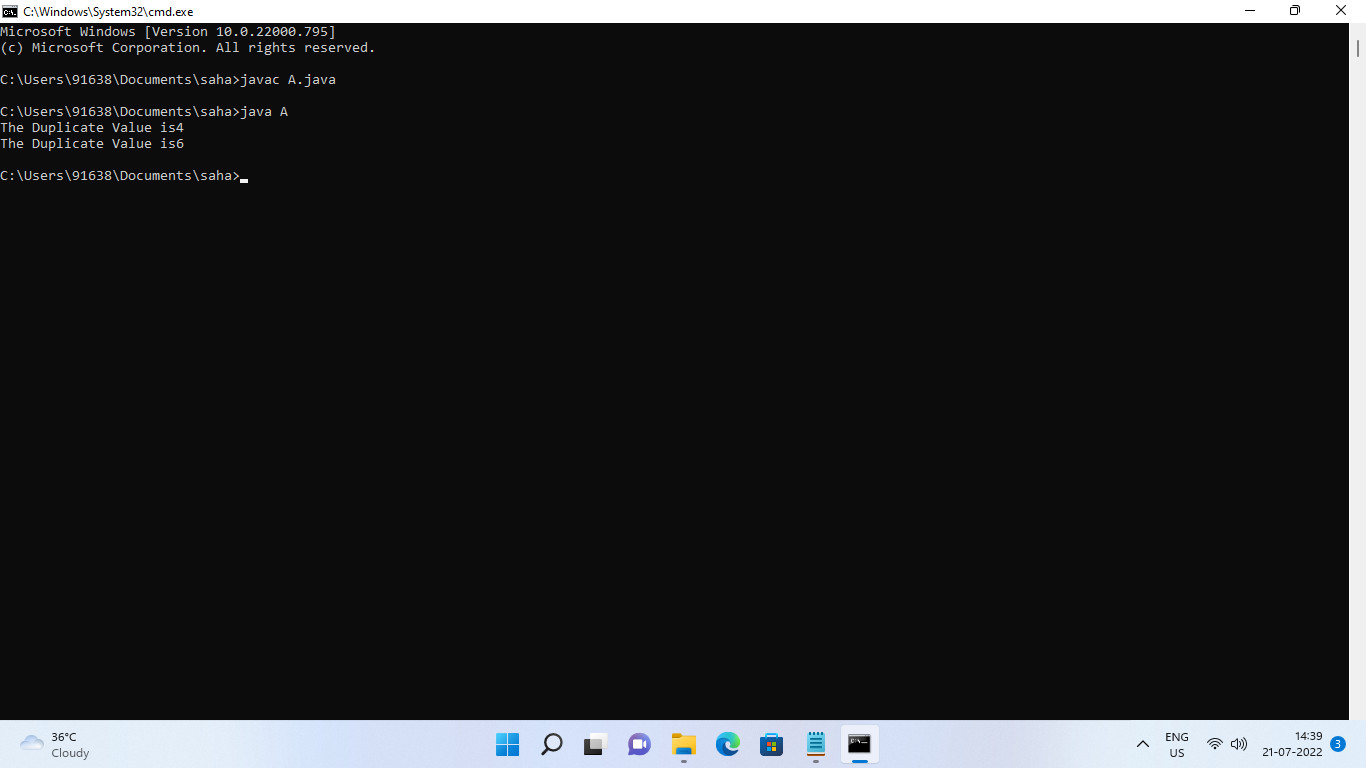 C:\Windows\System32\cmd.exe
Microsoft Windows [Version 10.0.22000.795]
(c) Microsoft Corporation. All rights reserved.
C:\Users\91638\Documents\saha>javac A.java
C:\Users\91638\Documents\saha>java A
The Duplicate Value is4
The Duplicate Value is6
C:\Users\91638\Documents\saha>
36°C
Cloudy
ENG
US
14:39
21-07-2022
3